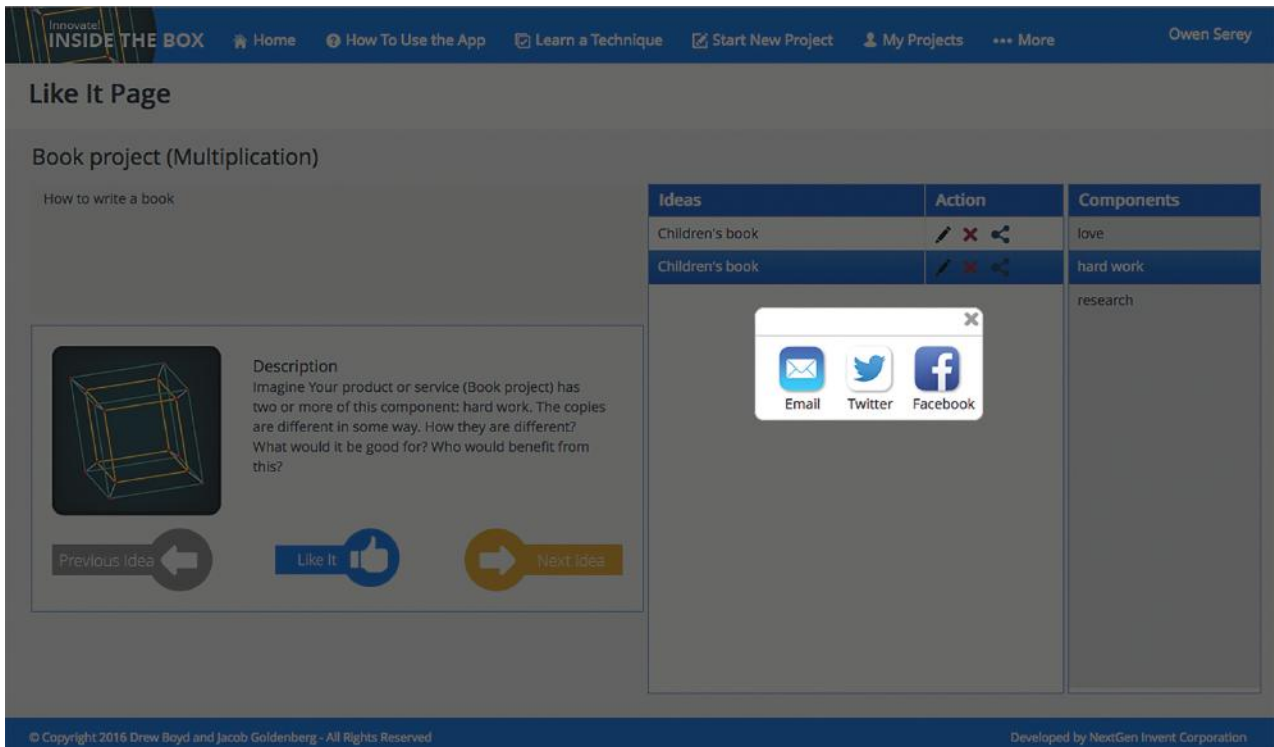 Innovate!
INSIDE THE BOX
Home
How To Use the App
Learn a Technique
Start New Project
My Projects
More
Owen Serey
Like It Page
Book project (Multiplication)
How to write a book
Description
Imagine Your product or service (Book project) has
two or more of this component: hard work. The copies
are different in some way. How they are different?
What would it be good for? Who would benefit from
this?
Previous Idea
Like It
Next Idea
Ideas
Action
Children's book
Children's book
Email
Twitter
Facebook
Components
love
hard work
research
© Copyright 2016 Drew Boyd and Jacob Goldenberg - All Rights Reserved
Developed by NextGen Invent Corporation